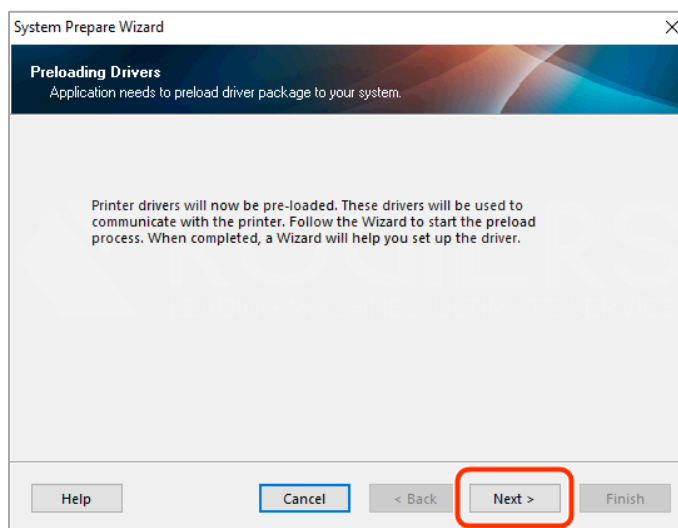 System Prepare Wizard
Preloading Drivers
Application needs to preload driver package to your system.
Printer drivers will now be pre-loaded. These drivers will be used to
communicate with the printer. Follow the Wizard to start the preload
process. When completed, a Wizard will help you set up the driver.
ROGIERS
Help Cancel < Back Next > Finish